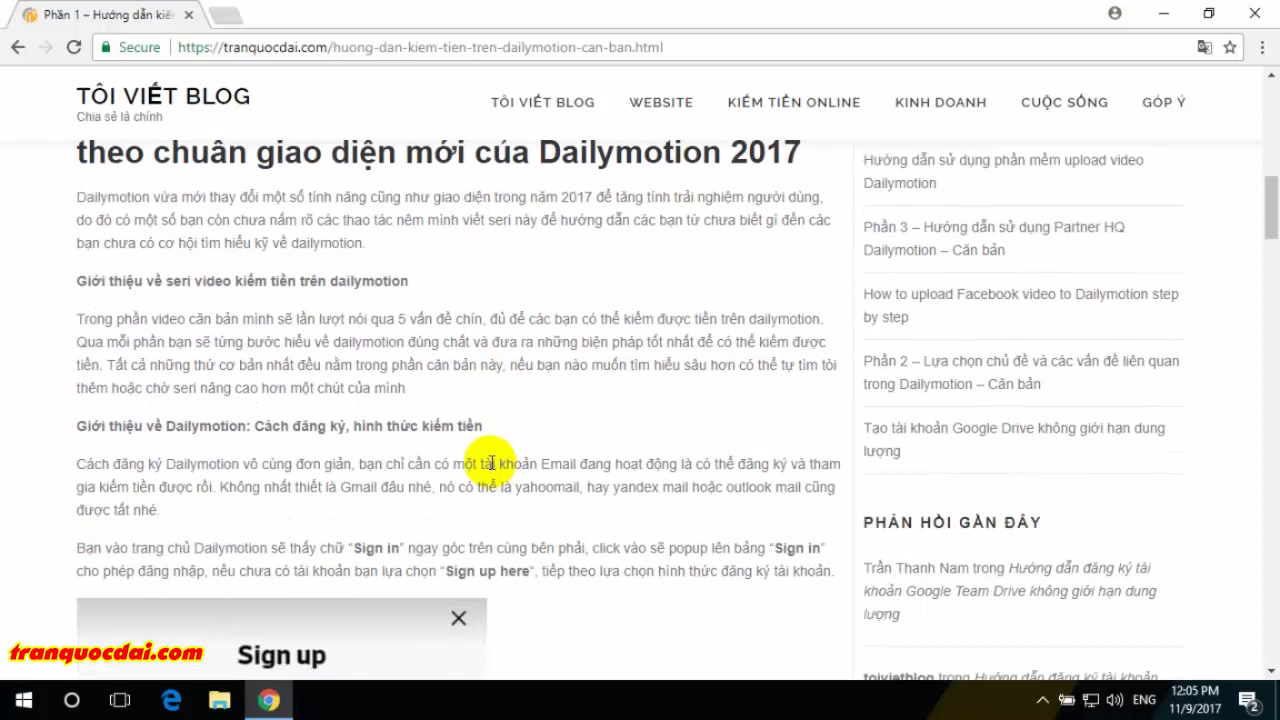 Phần 1 – Hướng dẫn kiế
Secure
https://tranquocdai.com/huong-dan-kiem-tien-tren-dailymotion-can-ban.html
TÔI VIẾT BLOG
Chia sẻ là chính
TÔI VIẾT BLOG
WEBSITE
KIẾM TIỀN ONLINE
KINH DOANH
CUỘC SỐNG
GÓP Ý
theo chuẩn giao diện mới của Dailymotion 2017
Dailymotion vừa mới thay đổi một số tính năng cũng như giao diện trong năm 2017 để tăng tính trải nghiệm người dùng,
do đó có một số bạn còn chưa nắm rõ các thao tác nêm mình viết seri này để hướng dẫn các bạn từ chưa biết gì đến các
bạn chưa có cơ hội tìm hiểu kỹ về dailymotion.
Giới thiệu về seri video kiếm tiền trên dailymotion
Trong phần video căn bản mình sẽ lần lượt nói qua 5 vấn đề chín, đủ để các bạn có thể kiếm được tiền trên dailymotion.
Qua mỗi phần bạn sẽ từng bước hiểu về dailymotion đúng chất và đưa ra những biện pháp tốt nhất để có thể kiếm được
tiền. Tất cả những thứ cơ bản nhất đều nằm trong phần căn bản này, nếu bạn nào muốn tìm hiểu sâu hơn có thể tự tìm tòi
thêm hoặc chờ seri nâng cao hơn một chút của mình
Giới thiệu về Dailymotion: Cách đăng ký, hình thức kiếm tiền
Cách đăng ký Dailymotion vô cùng đơn giản, bạn chỉ cần có một tài khoản Email đang hoạt động là có thể đăng ký và tham
gia kiếm tiền được rồi. Không nhất thiết là Gmail đâu nhé, nó có thể là yahoomail, hay yandex mail hoặc outlook mail cũng
được tất nhé.
Bạn vào trang chủ Dailymotion sẽ thấy chữ “Sign in” ngay góc trên cùng bên phải, click vào sẽ popup lên bảng “Sign in”
cho phép đăng nhập, nếu chưa có tài khoản bạn lựa chọn “Sign up here“, tiếp theo lựa chọn hình thức đăng ký tài khoản.
Sign up
Hướng dẫn sử dụng phần mềm upload video
Dailymotion
Phần 3 – Hướng dẫn sử dụng Partner HQ
Dailymotion – Căn bản
How to upload Facebook video to Dailymotion step
by step
Phần 2 – Lựa chọn chủ đề và các vấn đề liên quan
trong Dailymotion – Căn bản
Tạo tài khoản Google Drive không giới hạn dung
lượng
PHẢN HỒI GẦN ĐÂY
Trần Thanh Nam trong Hướng dẫn đăng ký tài
khoản Google Team Drive không giới hạn dung
lượng
toivietblog trong Hướng dẫn đăng ký tài khoản
tranquocdai.com
ENG
12:05 PM
11/9/2017
2